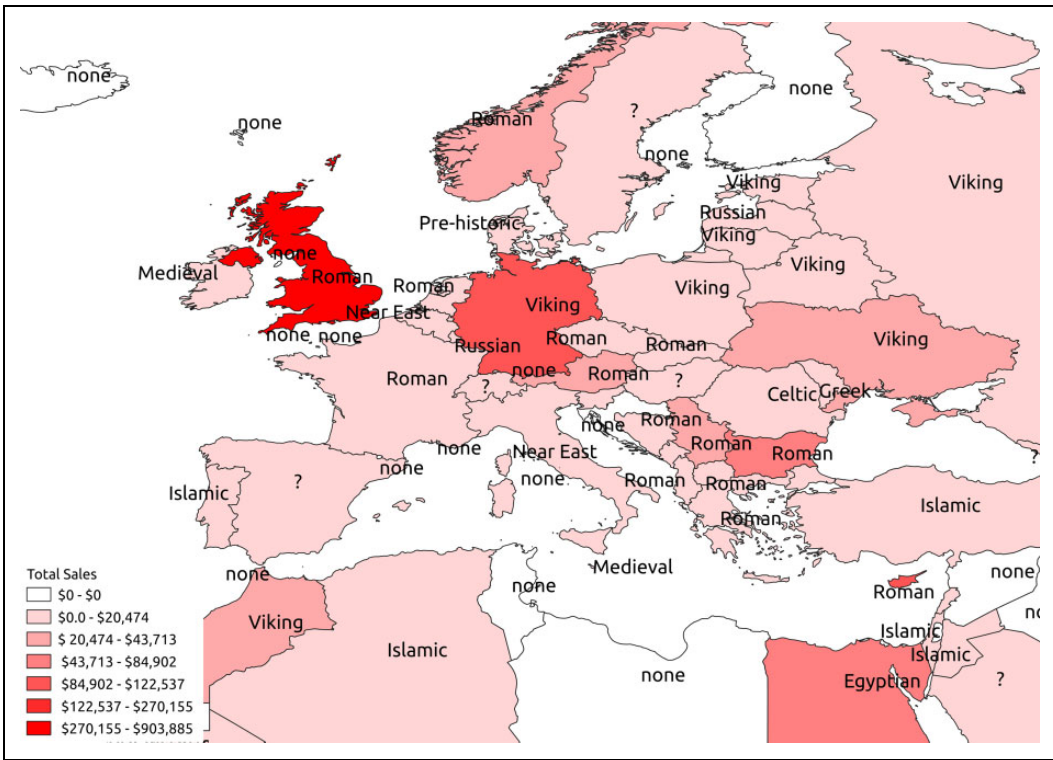 none
none
Roman
?
none
none
Viking
Viking
Russian
Viking
Pre-historic
none
Medieval
Roman
Roman
Near East
none
none
Viking
Viking
Viking
Viking
Russian
Roman
Roman
none
Roman
Roman
?
?
Celtic
Greek
Roman
none
Roman
Roman
none
Near East
none
none
?
Islamic
?
Roman
Roman
Roman
Islamic
Medieval
none
none
none
Roman
no
Viking
Islamic
Islamic
Islamic
none
Egyptian
?
Total Sales
$0 - $0
$0.0 - $20,474
$ 20,474 - $43,713
$43,713 - $84,902
$84,902 - $122,537
$122,537 - $270,155
$270,155 - $903,885